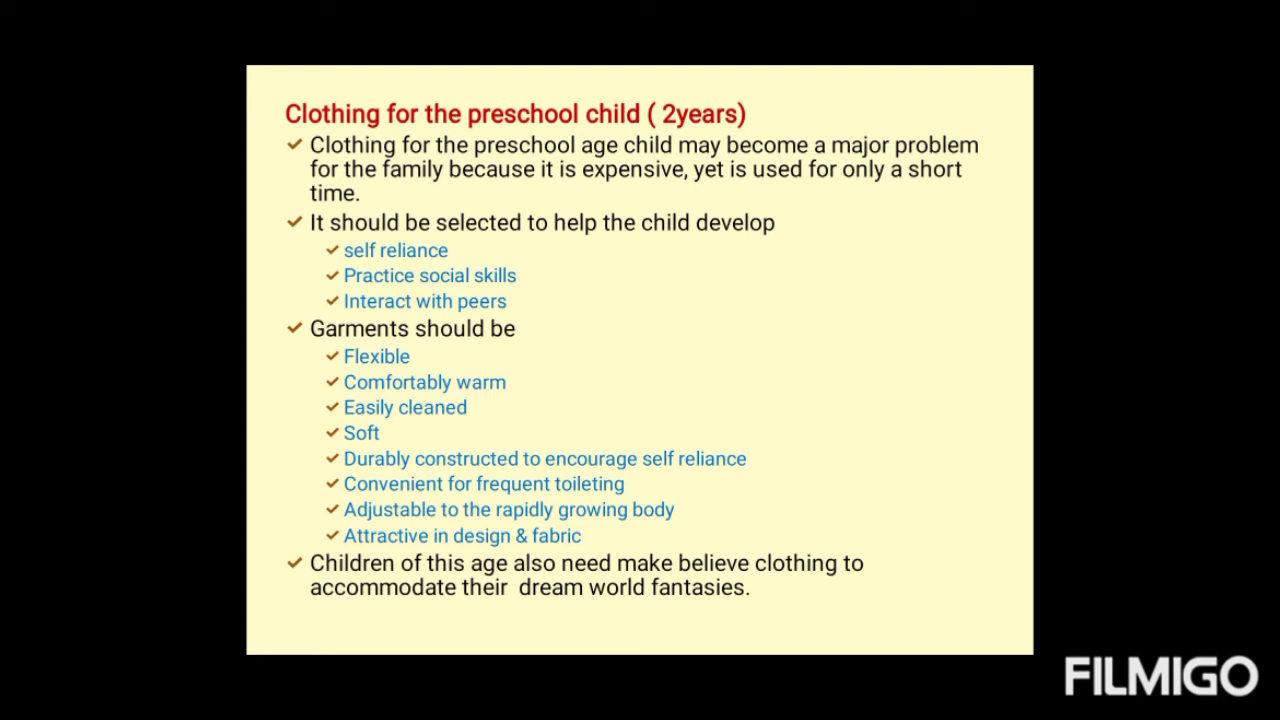 Clothing for the preschool child ( 2years)
Clothing for the preschool age child may become a major problem
for the family because it is expensive, yet is used for only a short
time.
It should be selected to help the child develop
self reliance
Practice social skills
Interact with peers
Garments should be
Flexible
Comfortably warm
Easily cleaned
Soft
Durably constructed to encourage self reliance
Convenient for frequent toileting
Adjustable to the rapidly growing body
Attractive in design & fabric
Children of this age also need make believe clothing to
accommodate their  dream world fantasies.
FILMIGO